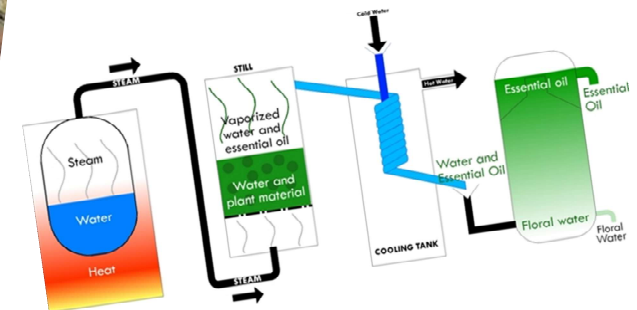 Cold Water
STEAM
STILL
Hot Water
Essential oil
Essential
Oil
Vaporized
water and
essential oil
Steam
Water and
Essential Oil
Water and
plant material
Water
Floral water
Floral
Water
COOLING TANK
Heat
STEAM